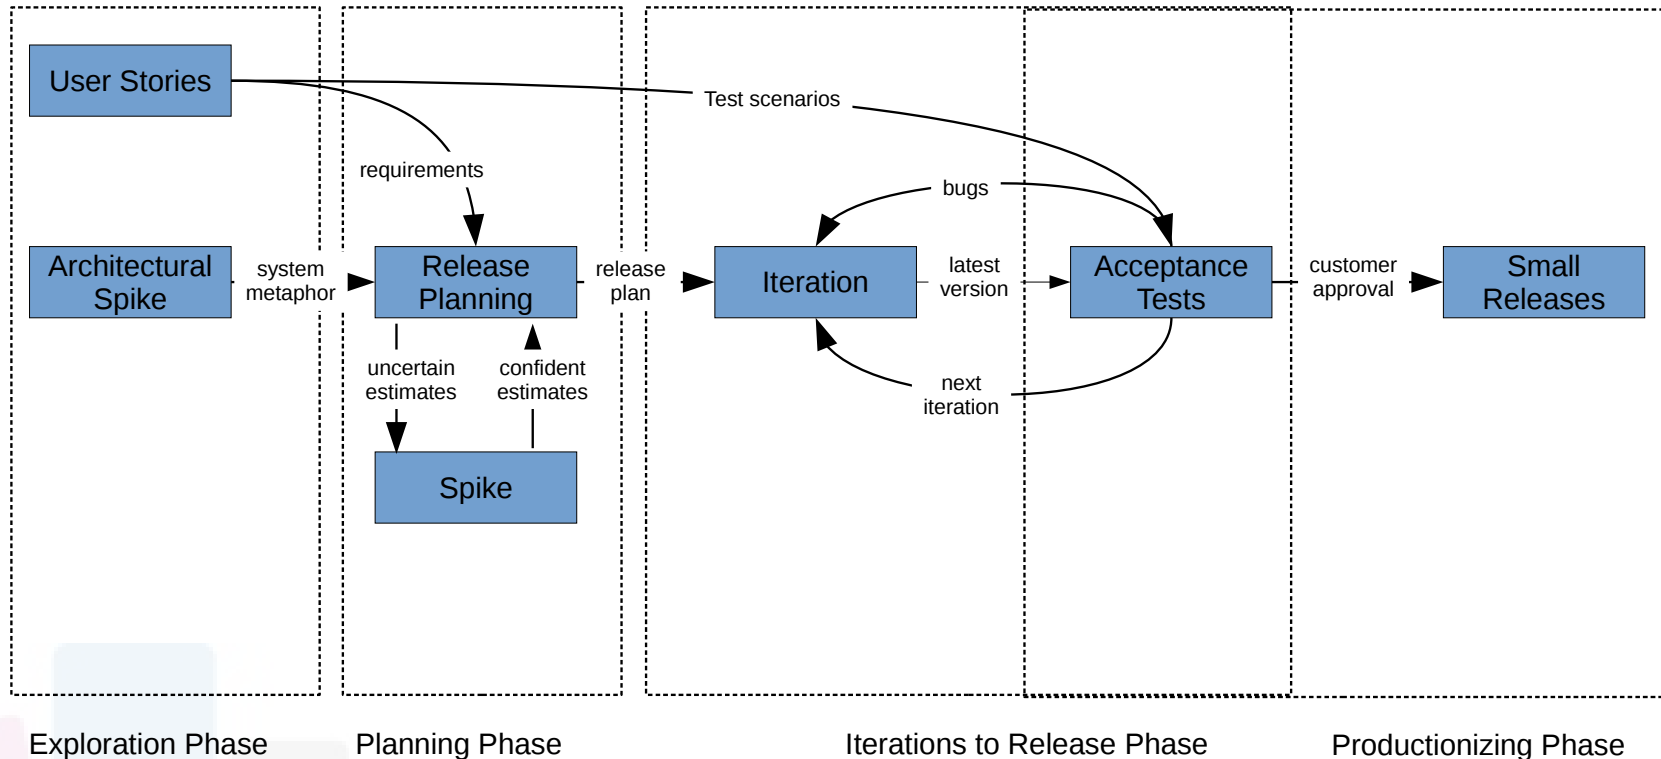 User Stories
Test scenarios
requirements
bugs
Architectural
Spike
system
metaphor
Release
Planning
release
plan
Iteration
latest
version
Acceptance
Tests
customer
approval
Small
Releases
uncertain
estimates
confident
estimates
next
iteration
Spike
Exploration Phase
Planning Phase
Iterations to Release Phase
Productionizing Phase